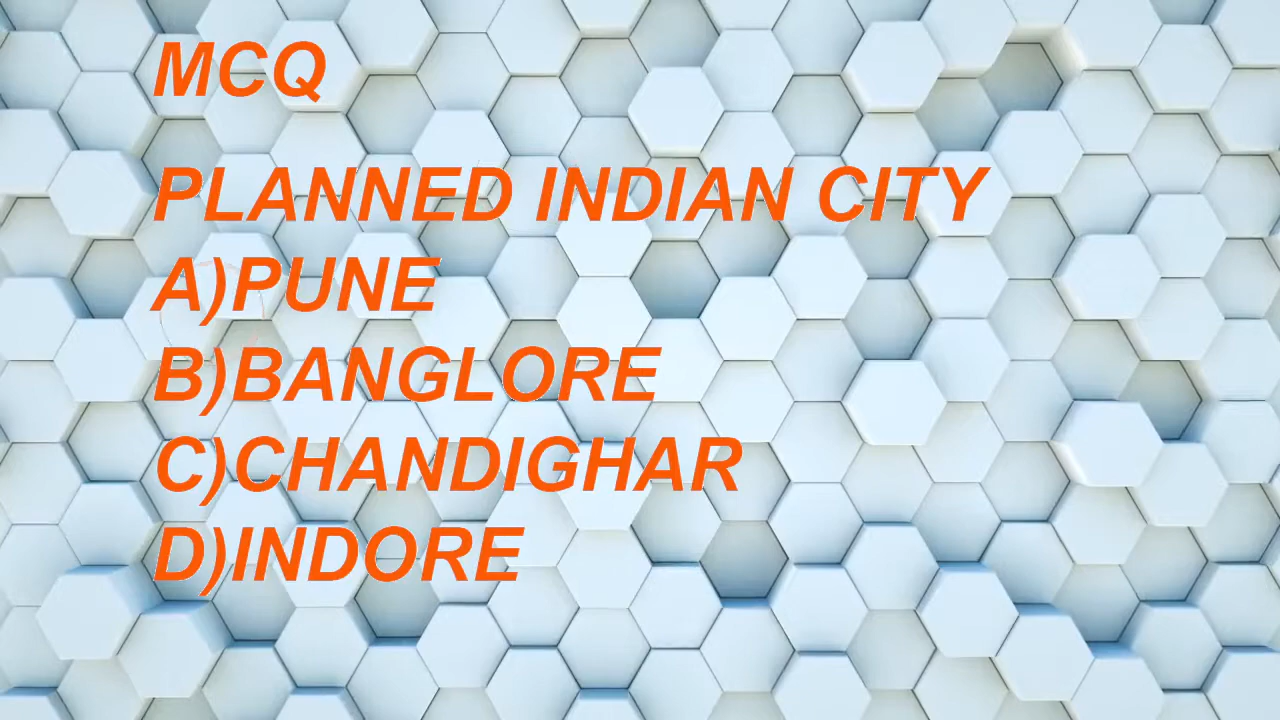 MCQ
PLANNED INDIAN CITY
A)PUNE
B)BANGLORE
C)CHANDIGHAR
D)INDORE